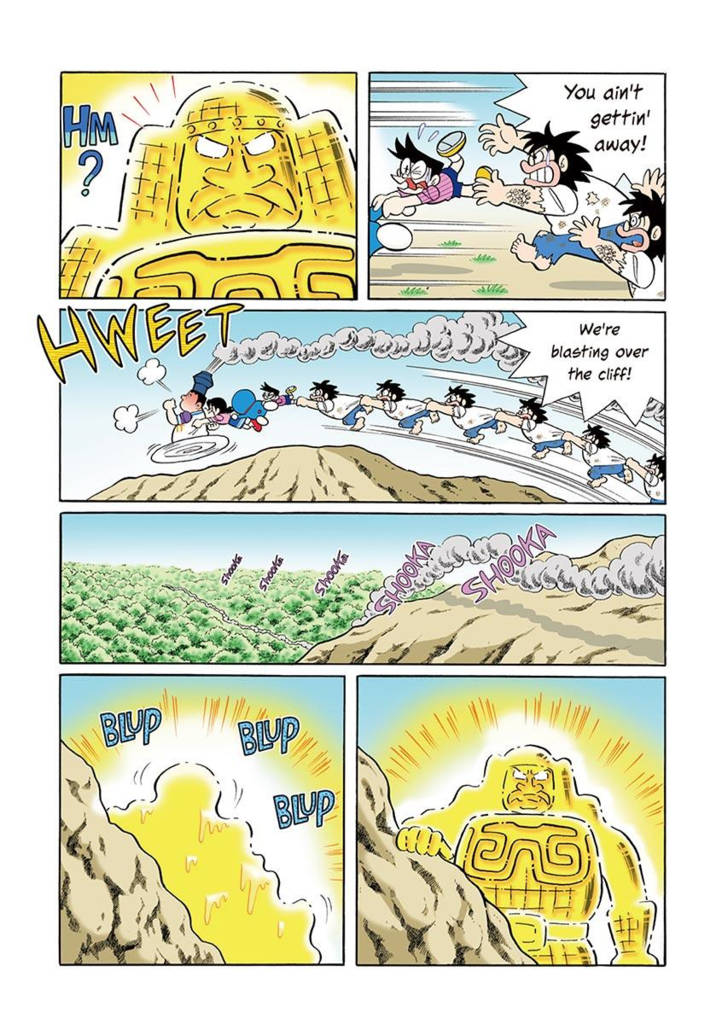 HM
?
You ain't
gettin'
away!
HWEET
We're
blasting over
the cliff!
SHOOKA
SHOOKA
SHOOKA
SHOOKA
SHOOKA
BLUP
BLUP
BLUP